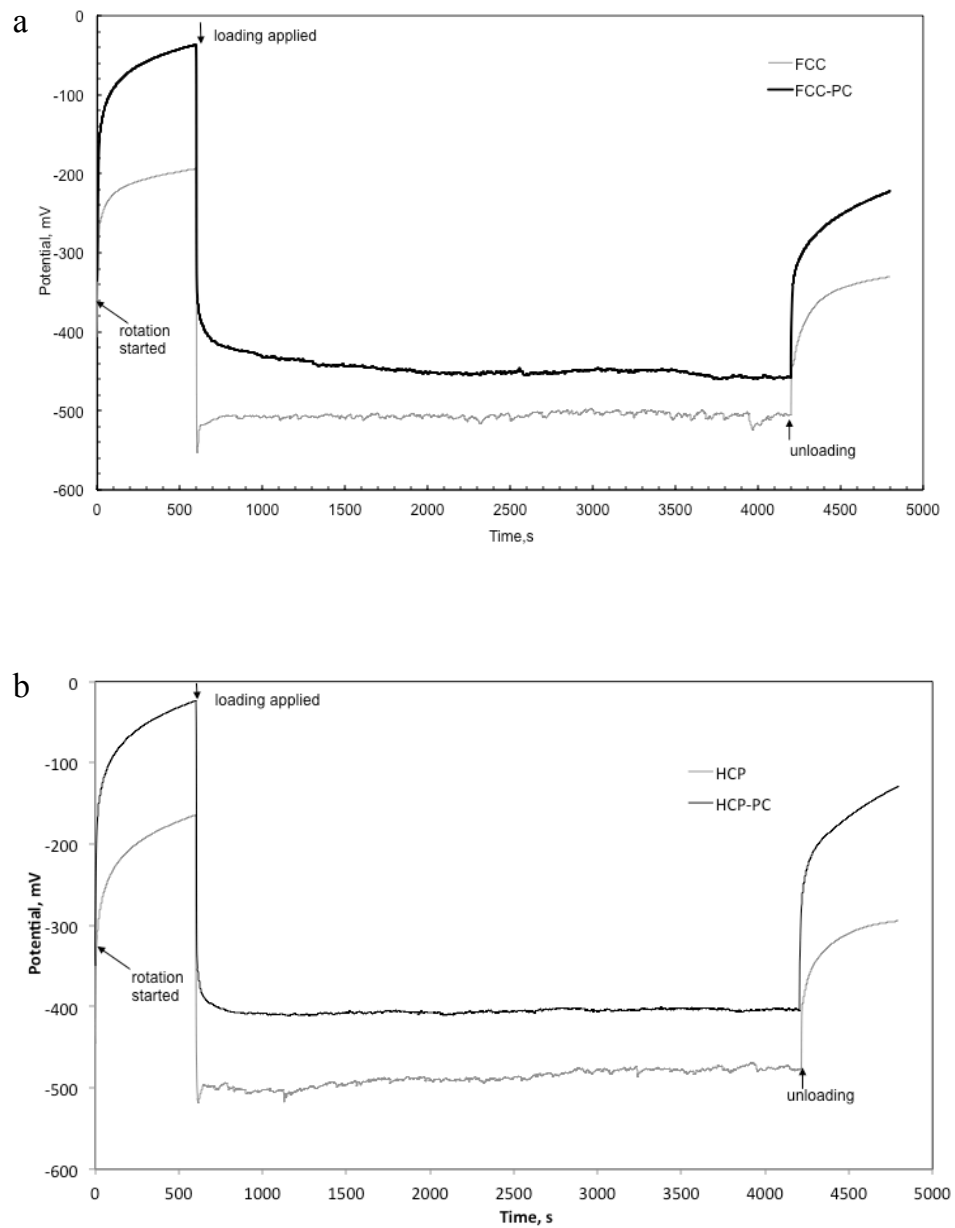 a
0
loading applied
FCC
FCC-PC
-100
-200
-300
-400
-500
-600
Potential, mV
rotation
started
unloading
0 500 1000 1500 2000 2500 3000 3500 4000 4500 5000
Time,s
b
0
loading applied
HCP
HCP-PC
-100
-200
-300
-400
-500
-600
Potential, mV
rotation
started
unloading
0 500 1000 1500 2000 2500 3000 3500 4000 4500 5000
Time, s